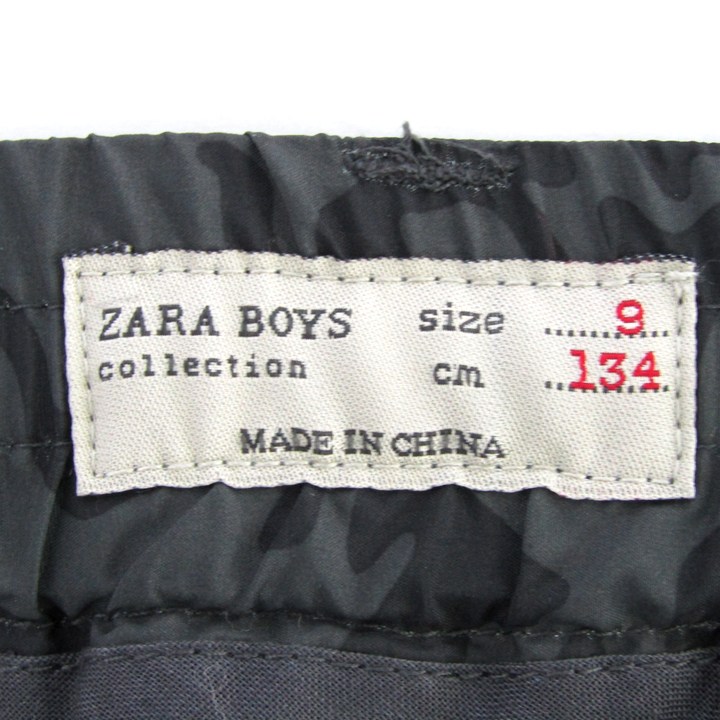 ZARA BOYS size 9
collection cm 134
MADE IN CHINA